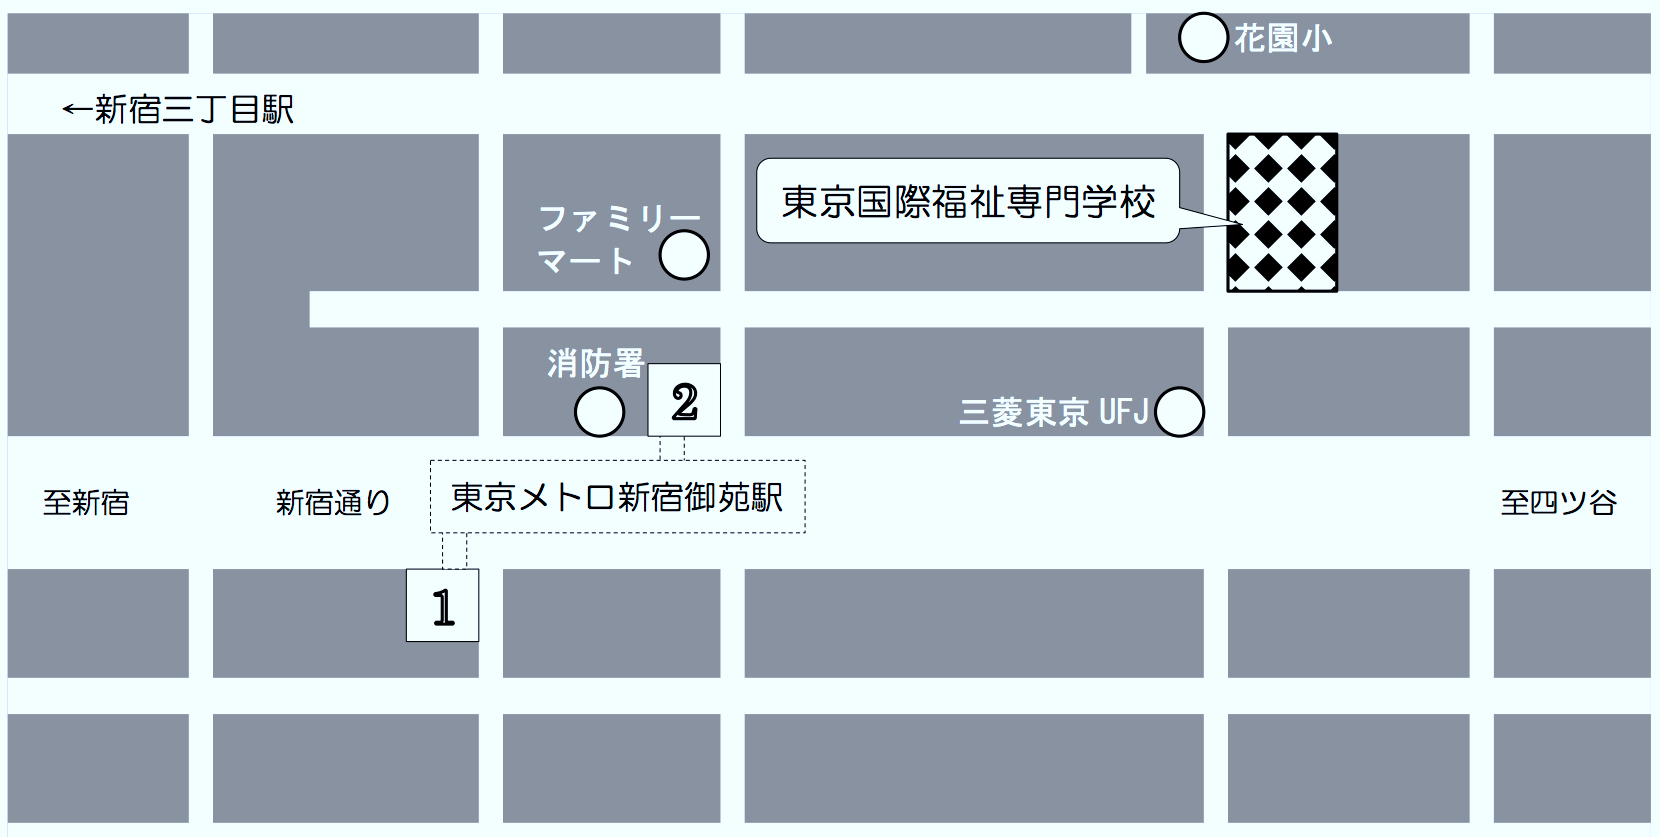 花園小
←新宿三丁目駅
東京国際福祉専門学校
ファミリー
マート
消防署
2
三菱東京 UFJ
至新宿
新宿通り
東京メトロ新宿御苑駅
至四ツ谷
1